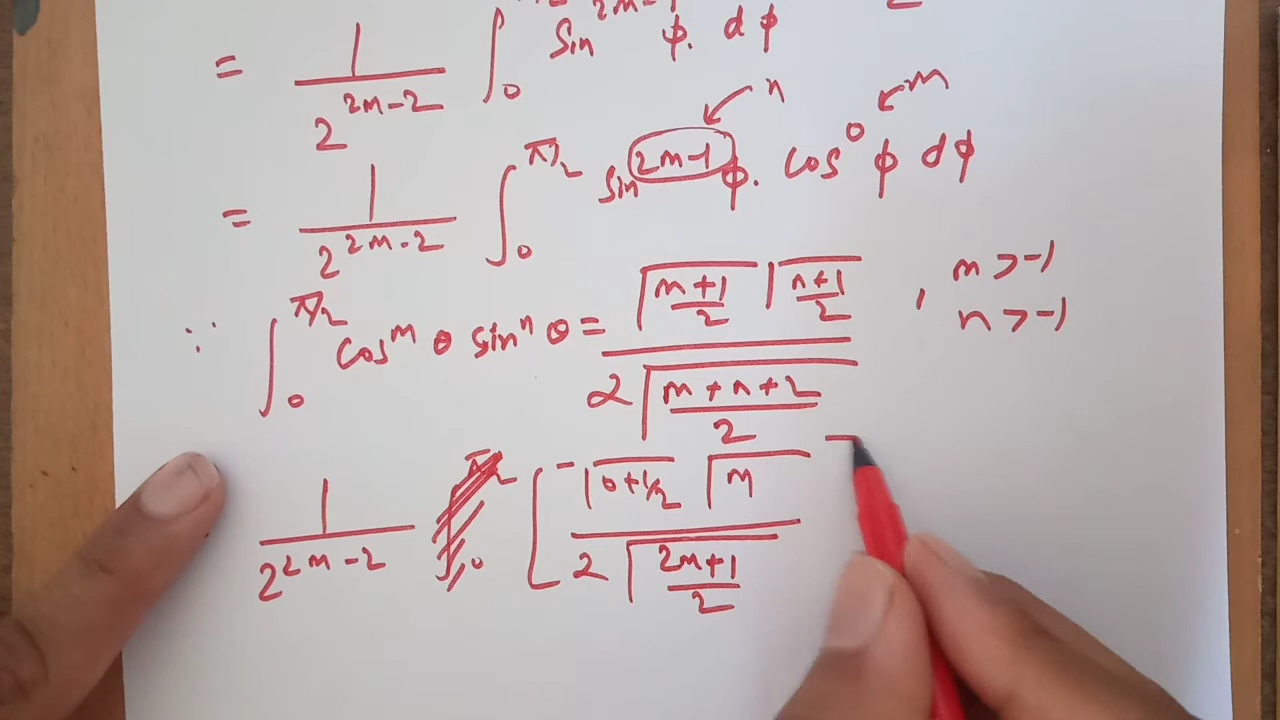 = 1/2^{2m-2} ∫_0 sin^{2m-1} φ. dφ
n m
= 1/2^{2m-2} ∫_0^{π/2} sin^{2m-1} φ. cos^0 φ dφ
∵ ∫_0^{π/2} cos^m θ sin^n θ = Γ(m+1/2) Γ(n+1/2) / 2Γ(m+n+2/2) , m > -1
n > -1
1/2^{2m-2} [ Γ(0+1/2) Γ(m) / 2Γ(2m+1/2)